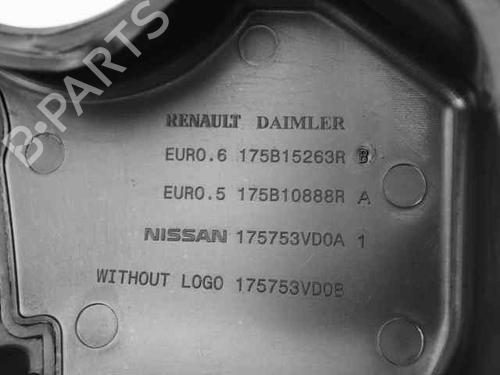 RENAULT DAIMLER
EURO.6 175B15263R B
EURO.5 175B10888R A
NISSAN 175753VD0A 1
WITHOUT LOGO 175753VD0B
B-PARTS